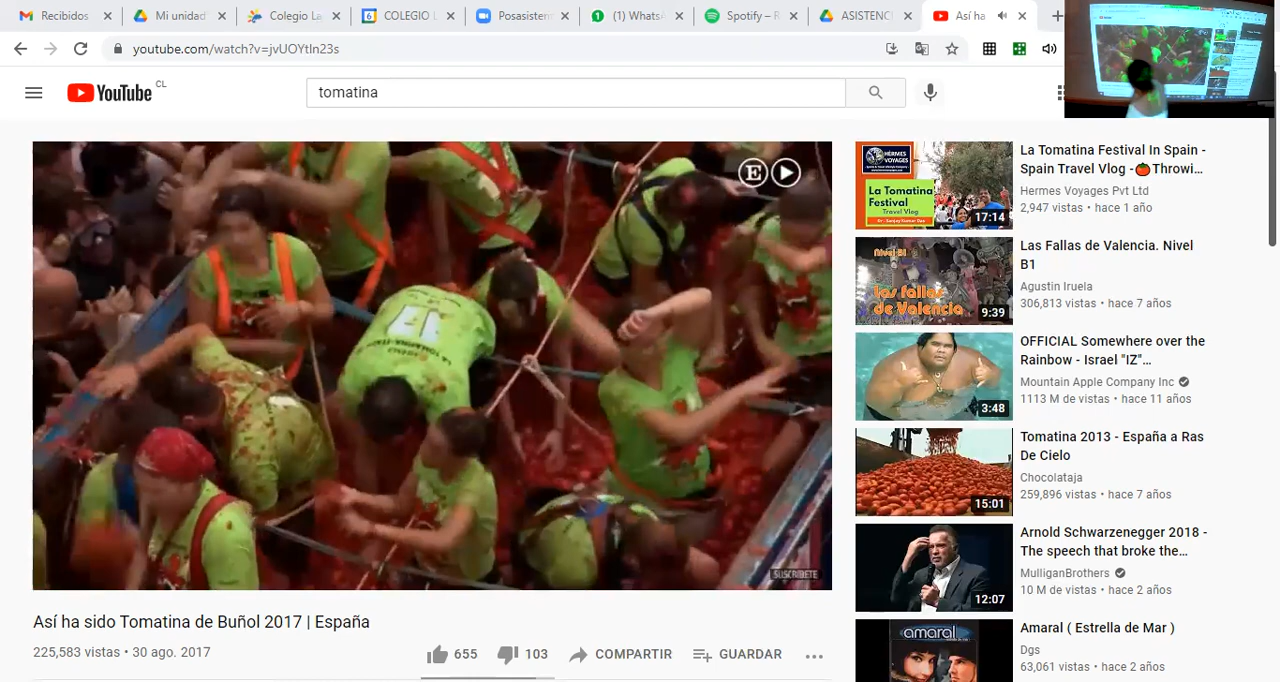 Recibidos
Mi unidad
Colegio La
COLEGIO L
Posasistem
(1) Whats
Spotify – R
ASISTENC
Así ha
youtube.com/watch?v=jvUOYtIn23s
YouTube CL
tomatina
E
SUSCRÍBETE
Así ha sido Tomatina de Buñol 2017 | España
225,583 vistas • 30 ago. 2017
655
103
COMPARTIR
GUARDAR
HERMES VOYAGES
La Tomatina
Festival
Travel Vlog
17:14
La Tomatina Festival In Spain -
Spain Travel Vlog -🍅Throwi...
Hermes Voyages Pvt Ltd
2,947 vistas • hace 1 año
Nivel B1
las fallas
de Valencia
9:39
Las Fallas de Valencia. Nivel
B1
Agustin Iruela
306,813 vistas • hace 7 años
3:48
OFFICIAL Somewhere over the
Rainbow - Israel "IZ"...
Mountain Apple Company Inc
1113 M de vistas • hace 11 años
15:01
Tomatina 2013 - España a Ras
De Cielo
Chocolataja
259,896 vistas • hace 7 años
12:07
Arnold Schwarzenegger 2018 -
The speech that broke the...
MulliganBrothers
10 M de vistas • hace 2 años
amaral
Amaral ( Estrella de Mar )
Dgs
63,061 vistas • hace 2 años